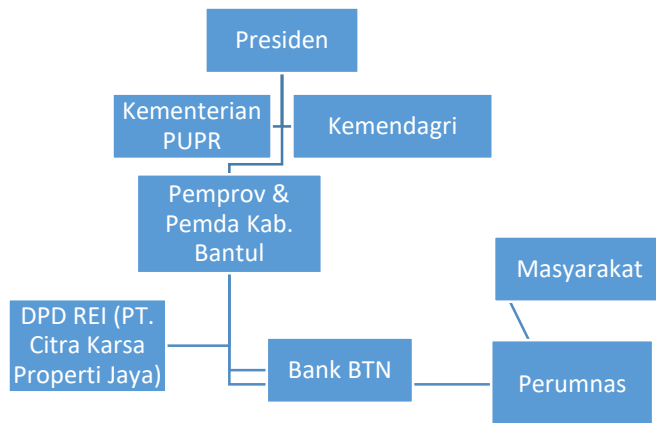 Presiden
Kementerian
PUPR
Kemendagri
Pemprov &
Pemda Kab.
Bantul
Masyarakat
DPD REI (PT.
Citra Karsa
Properti Jaya)
Bank BTN
Perumnas